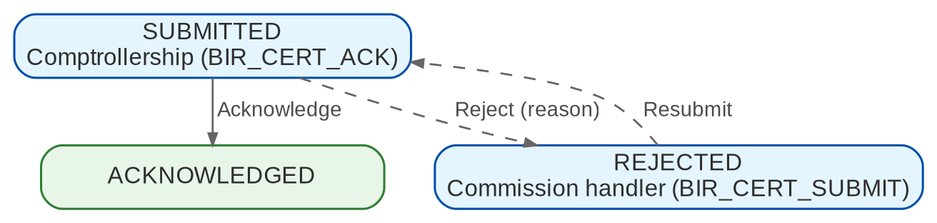 SUBMITTED
Comptrollership (BIR_CERT_ACK)
Acknowledge
Reject (reason)
Resubmit
ACKNOWLEDGED
REJECTED
Commission handler (BIR_CERT_SUBMIT)